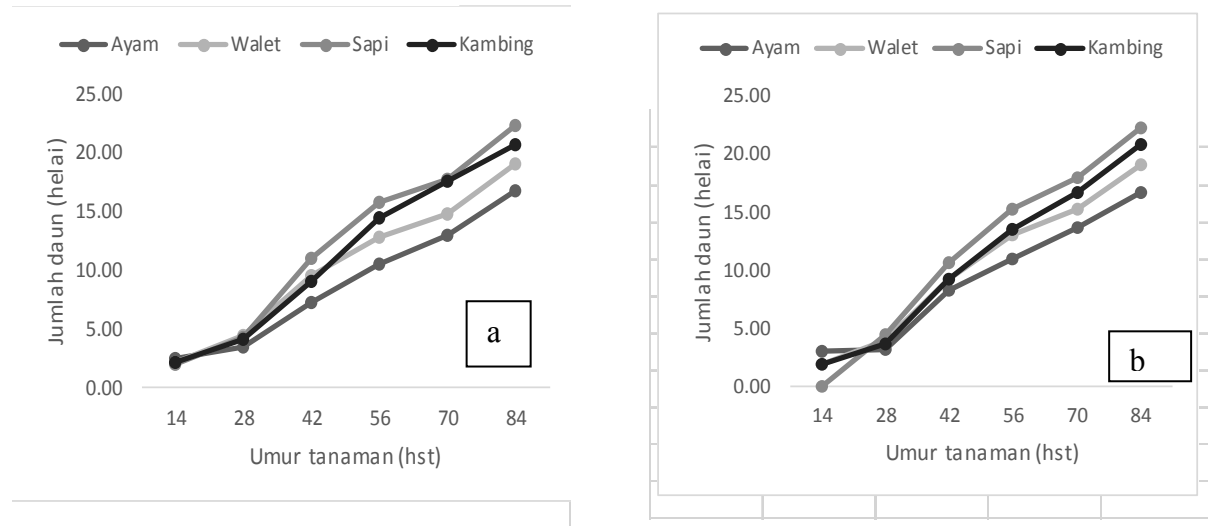 Ayam Walet Sapi Kambing
25.00
20.00
15.00
10.00
5.00
0.00
Jumlah daun (helai)
14 28 42 56 70 84
Umur tanaman (hst)
a
Ayam Walet Sapi Kambing
25.00
20.00
15.00
10.00
5.00
0.00
Jumlah daun (helai)
14 28 42 56 70 84
Umur tanaman (hst)
b